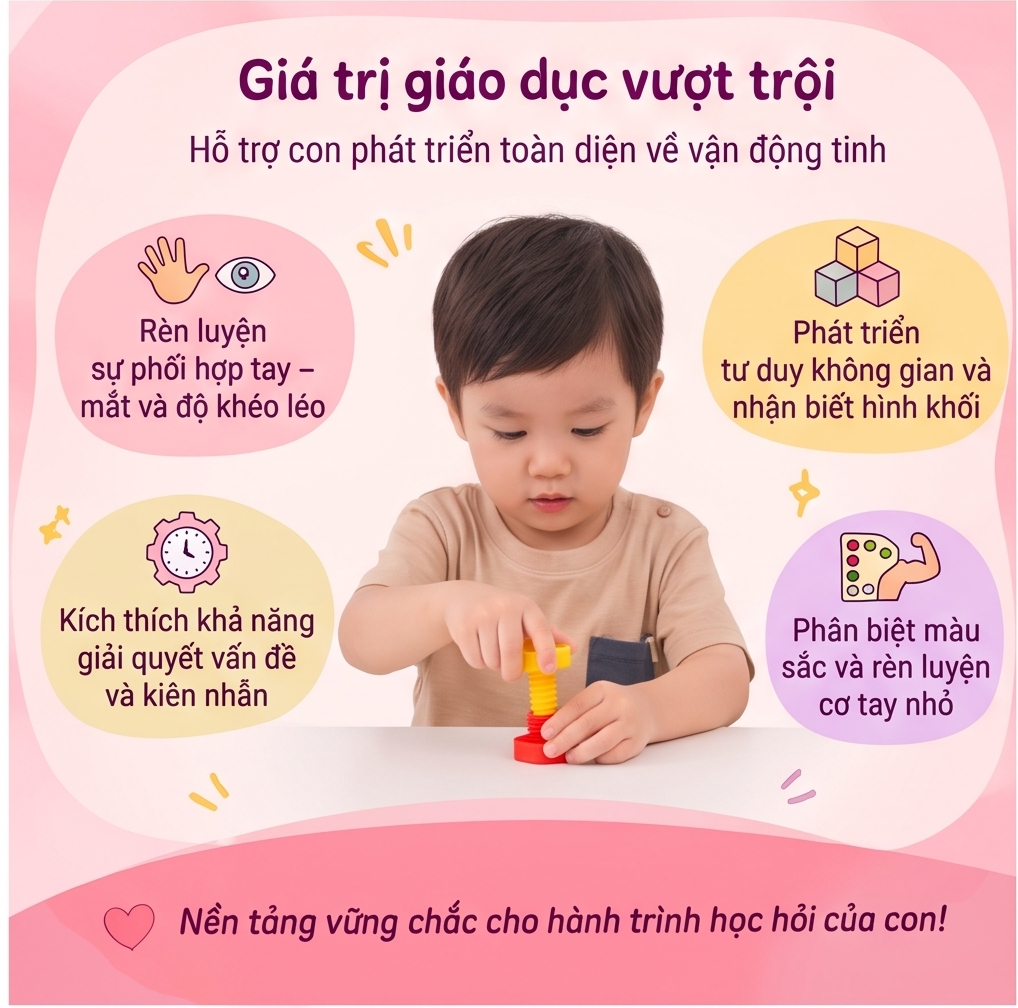 Giá trị giáo dục vượt trội
Hỗ trợ con phát triển toàn diện về vận động tinh
Rèn luyện
sự phối hợp tay –
mắt và độ khéo léo
Phát triển
tư duy không gian và
nhận biết hình khối
Kích thích khả năng
giải quyết vấn đề
và kiên nhẫn
Phân biệt màu
sắc và rèn luyện
cơ tay nhỏ
Nền tảng vững chắc cho hành trình học hỏi của con!